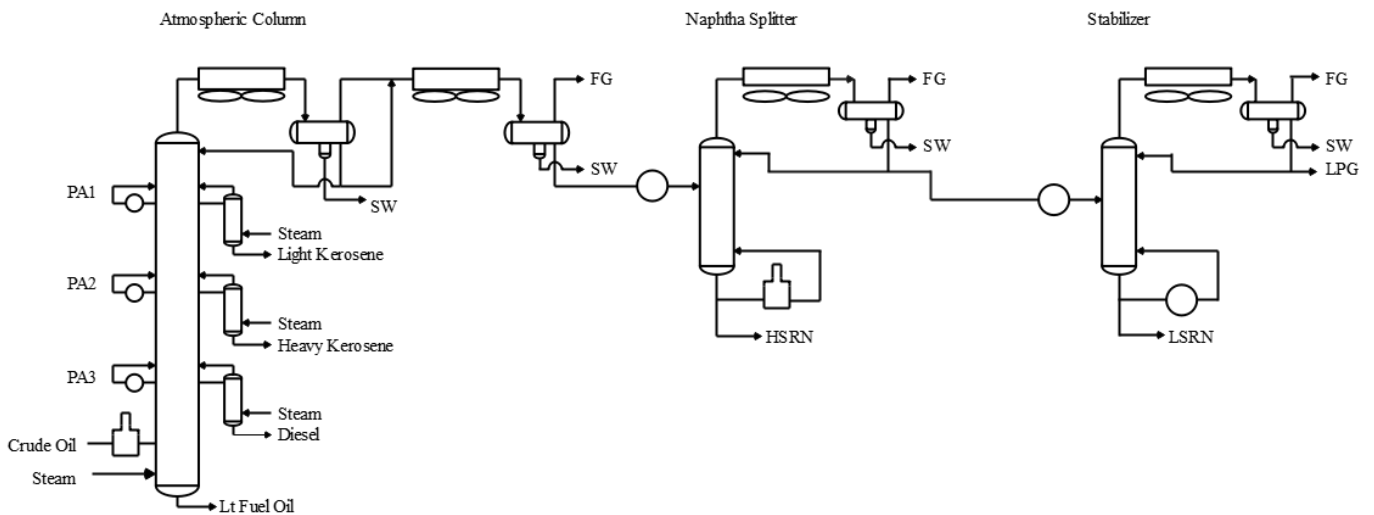 Atmospheric Column
Naphtha Splitter
Stabilizer
FG
FG
FG
SW
SW
SW
LPG
PA1
SW
Steam
Light Kerosene
PA2
Steam
Heavy Kerosene
HSRN
LSRN
PA3
Steam
Diesel
Crude Oil
Steam
Lt Fuel Oil